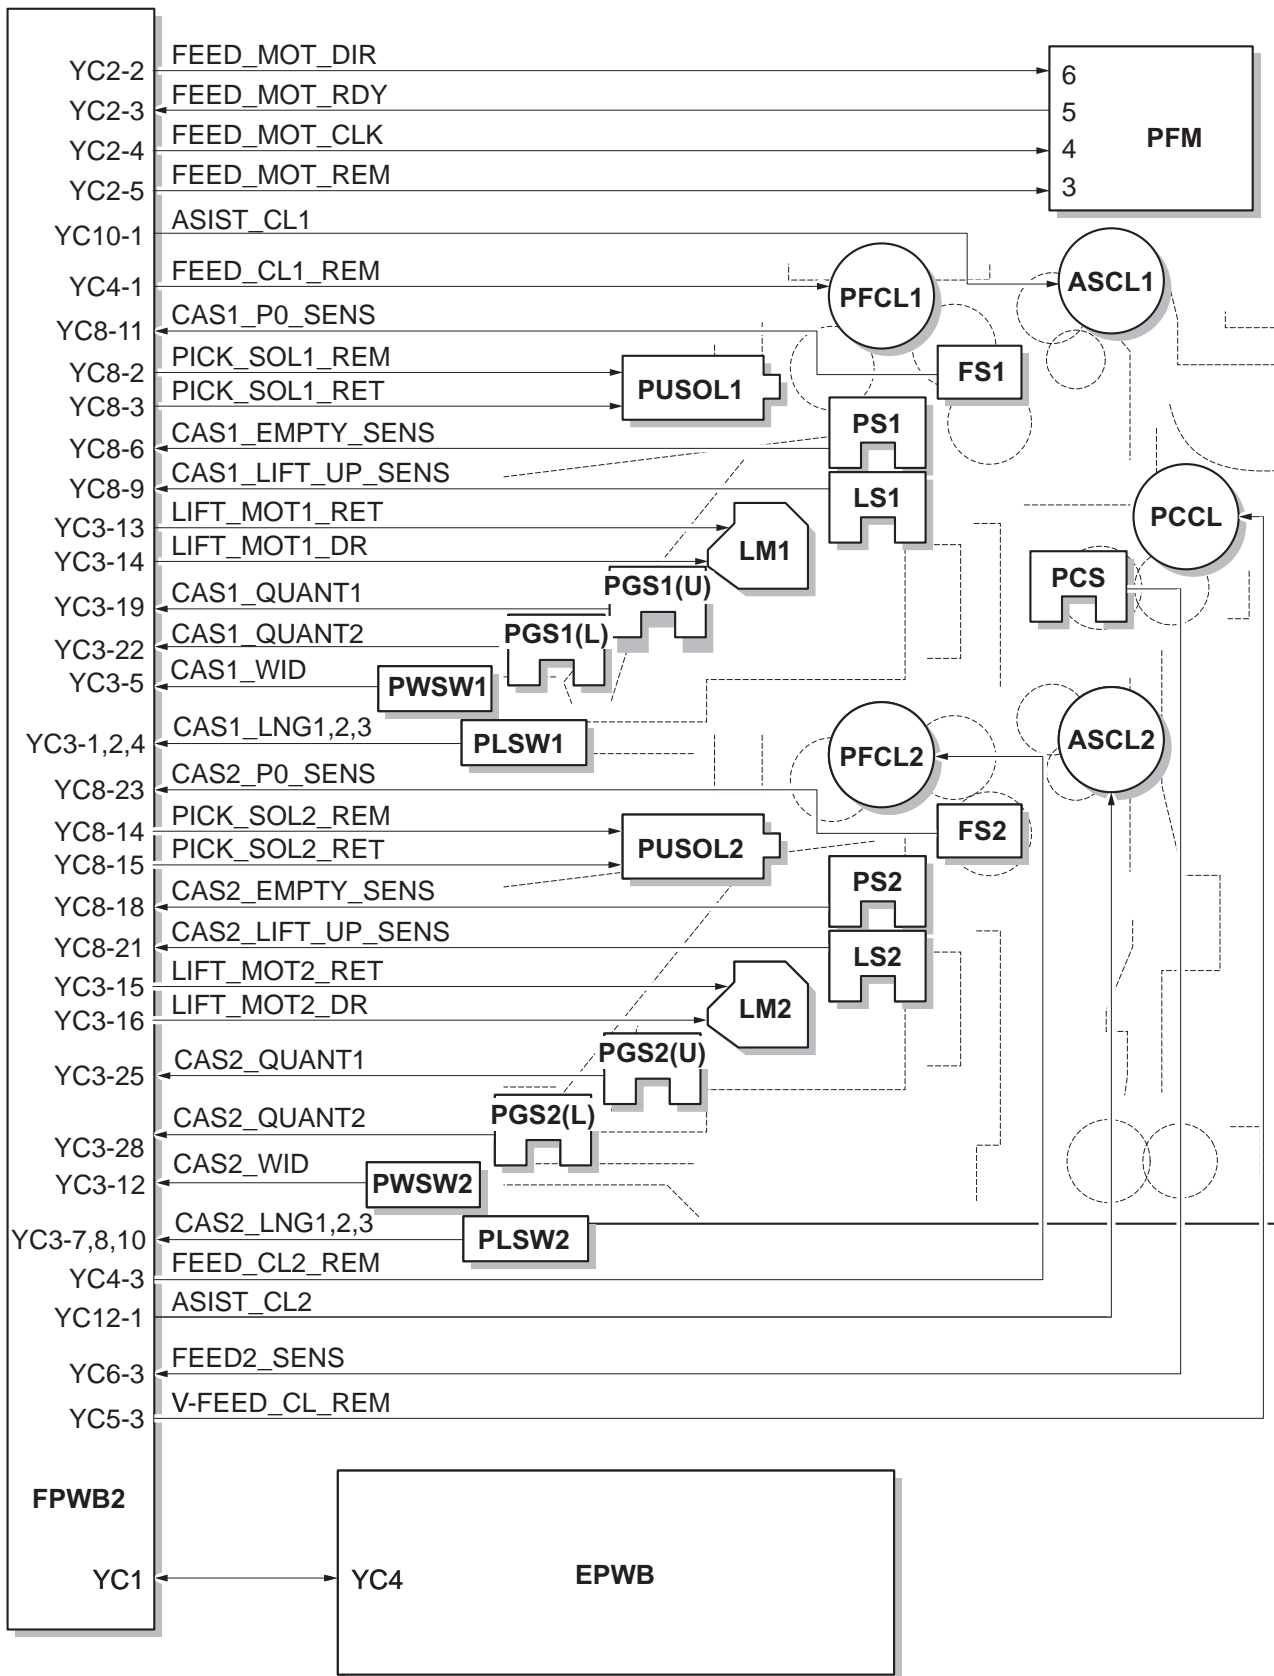 FEED_MOT_DIR
YC2-2
6
FEED_MOT_RDY
YC2-3
5
PFM
FEED_MOT_CLK
YC2-4
4
FEED_MOT_REM
YC2-5
3
ASIST_CL1
YC10-1
FEED_CL1_REM
YC4-1
PFCL1
ASCL1
CAS1_P0_SENS
YC8-11
PICK_SOL1_REM
YC8-2
FS1
PUSOL1
PICK_SOL1_RET
YC8-3
CAS1_EMPTY_SENS
YC8-6
PS1
CAS1_LIFT_UP_SENS
YC8-9
LS1
LIFT_MOT1_RET
YC3-13
PCCL
LIFT_MOT1_DR
YC3-14
LM1
PCS
CAS1_QUANT1
YC3-19
PGS1(U)
CAS1_QUANT2
YC3-22
PGS1(L)
CAS1_WID
YC3-5
PWSW1
CAS1_LNG1,2,3
YC3-1,2,4
PLSW1
PFCL2
ASCL2
CAS2_P0_SENS
YC8-23
PICK_SOL2_REM
YC8-14
FS2
PUSOL2
PICK_SOL2_RET
YC8-15
CAS2_EMPTY_SENS
YC8-18
PS2
CAS2_LIFT_UP_SENS
YC8-21
LS2
LIFT_MOT2_RET
YC3-15
LIFT_MOT2_DR
YC3-16
LM2
CAS2_QUANT1
YC3-25
PGS2(U)
CAS2_QUANT2
YC3-28
PGS2(L)
CAS2_WID
YC3-12
PWSW2
CAS2_LNG1,2,3
YC3-7,8,10
PLSW2
FEED_CL2_REM
YC4-3
ASIST_CL2
YC12-1
FEED2_SENS
YC6-3
V-FEED_CL_REM
YC5-3
FPWB2
YC1
YC4
EPWB